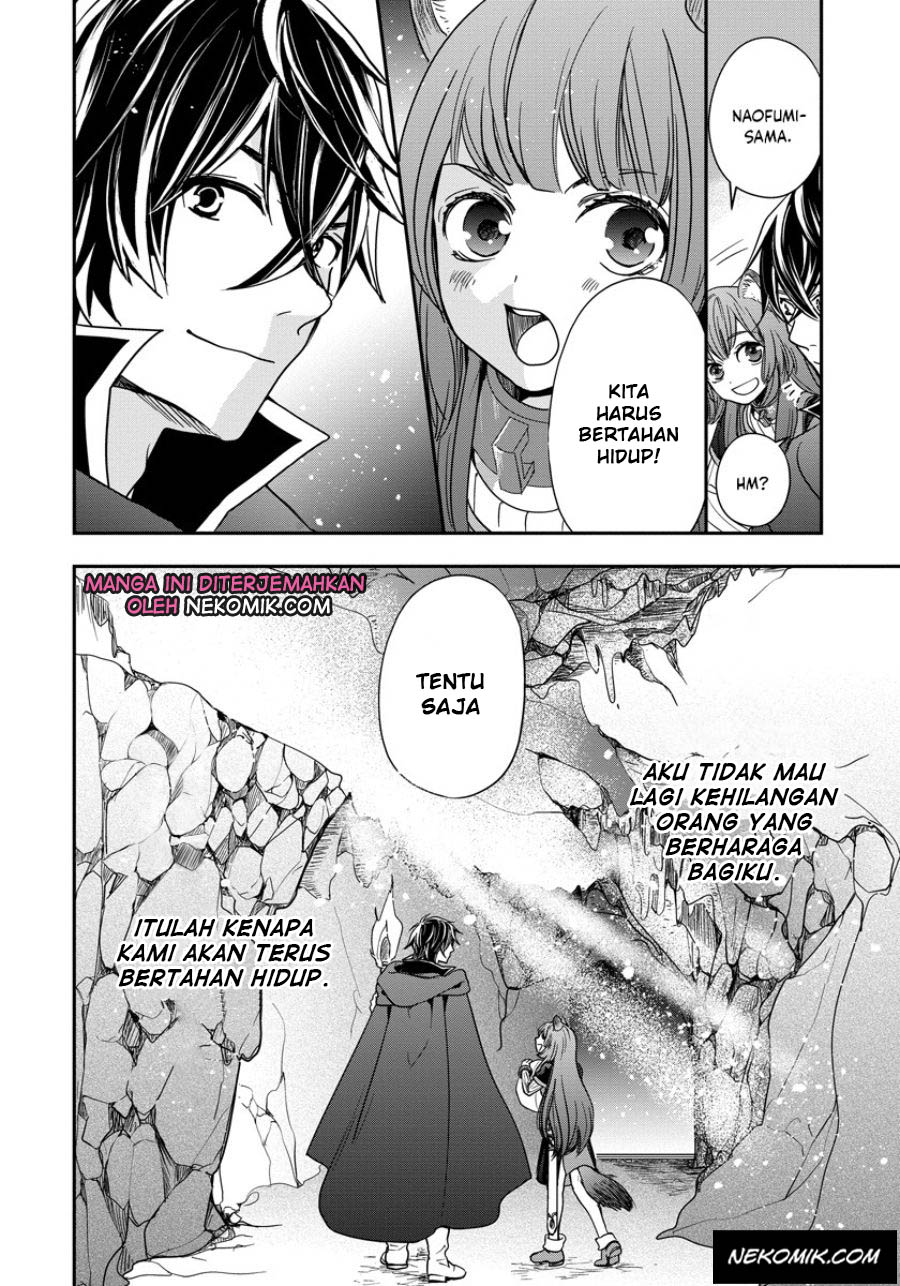 NAOFUMI-
SAMA.
HM?
KITA
HARUS
BERTAHAN
HIDUP!
MANGA INI DITERJEMAHKAN
OLEH NEKOMIK.COM
TENTU
SAJA
AKU TIDAK MAU
LAGI KEHILANGAN
ORANG YANG
BERHARAGA
BAGIKU.
ITULAH KENAPA
KAMI AKAN TERUS
BERTAHAN HIDUP.
NEKOMIK.COM